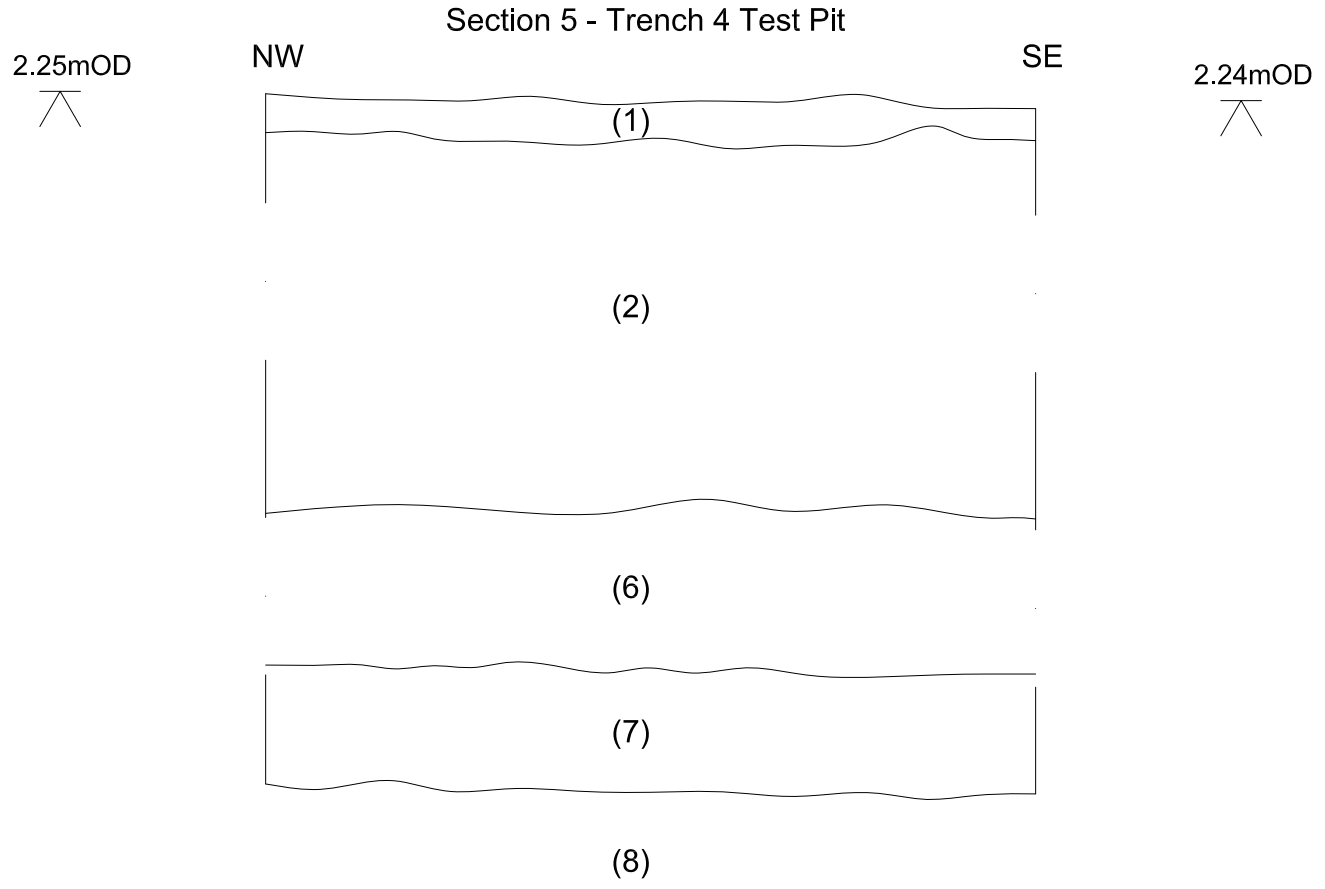 Section 5 - Trench 4 Test Pit
NW
SE
2.25mOD
2.24mOD
(1)
(2)
(6)
(7)
(8)